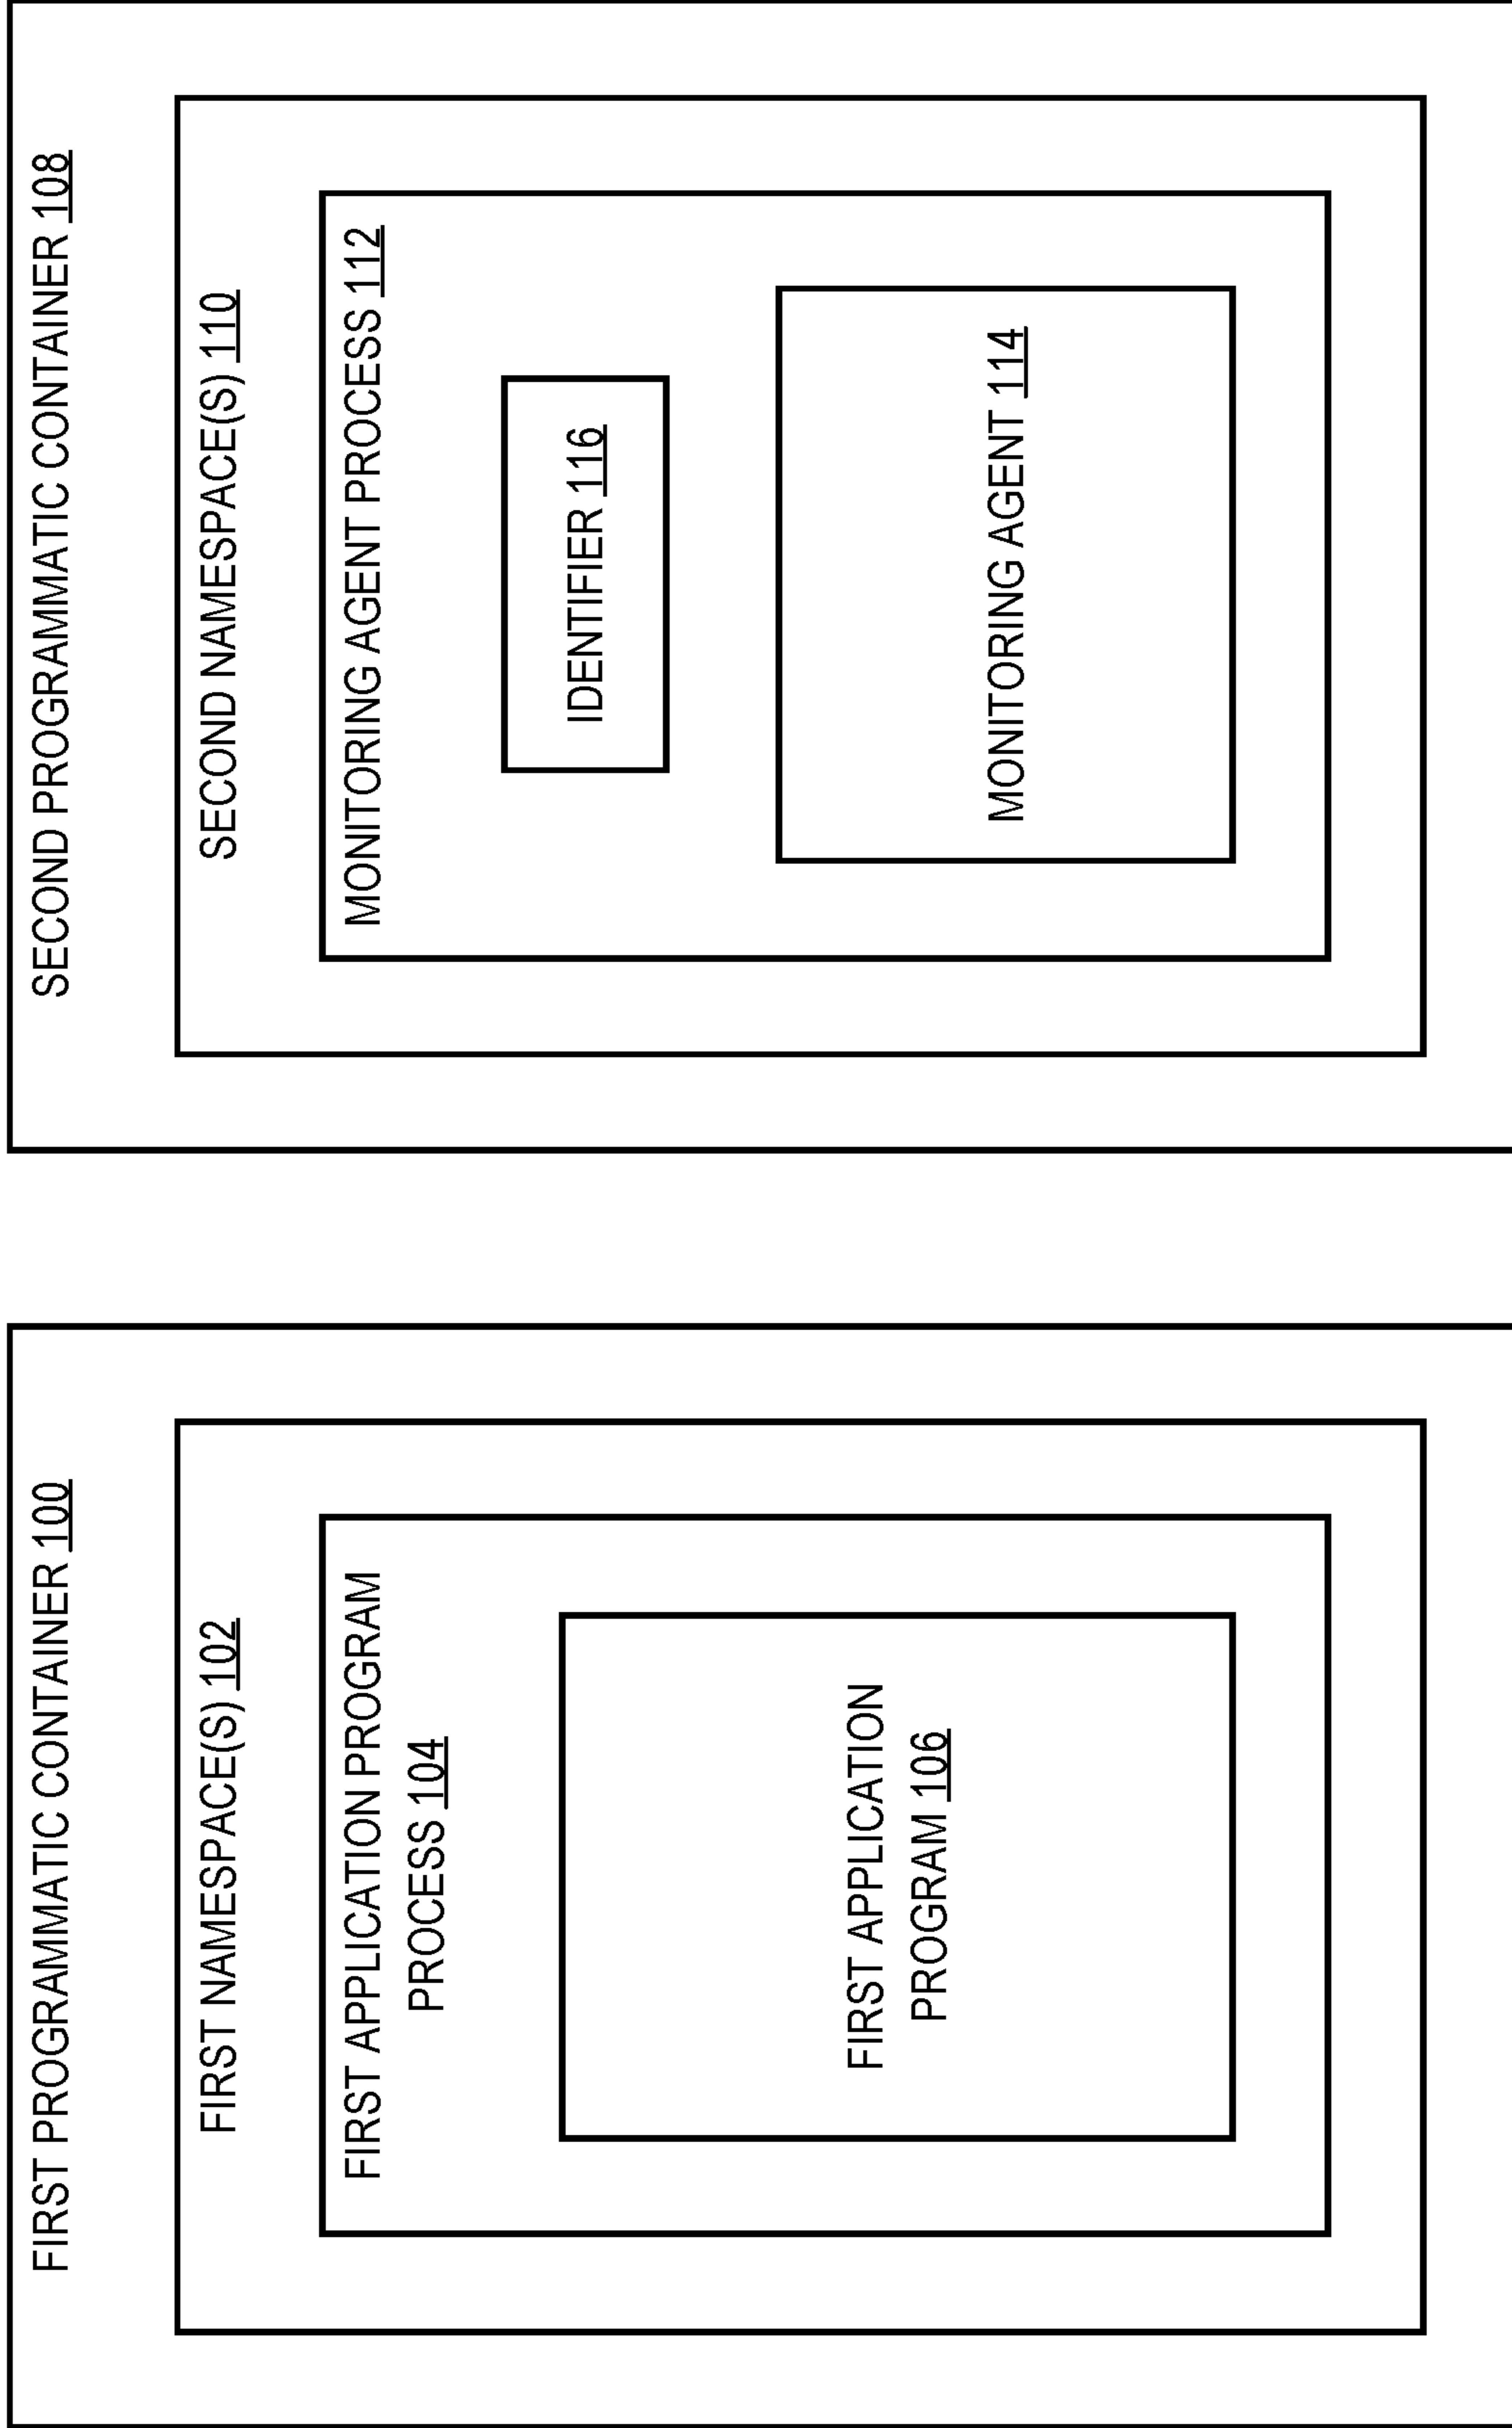 FIRST PROGRAMMATIC CONTAINER 100
FIRST NAMESPACE(S) 102
FIRST APPLICATION PROGRAM
PROCESS 104
FIRST APPLICATION
PROGRAM 106
SECOND PROGRAMMATIC CONTAINER 108
SECOND NAMESPACE(S) 110
MONITORING AGENT PROCESS 112
IDENTIFIER 116
MONITORING AGENT 114